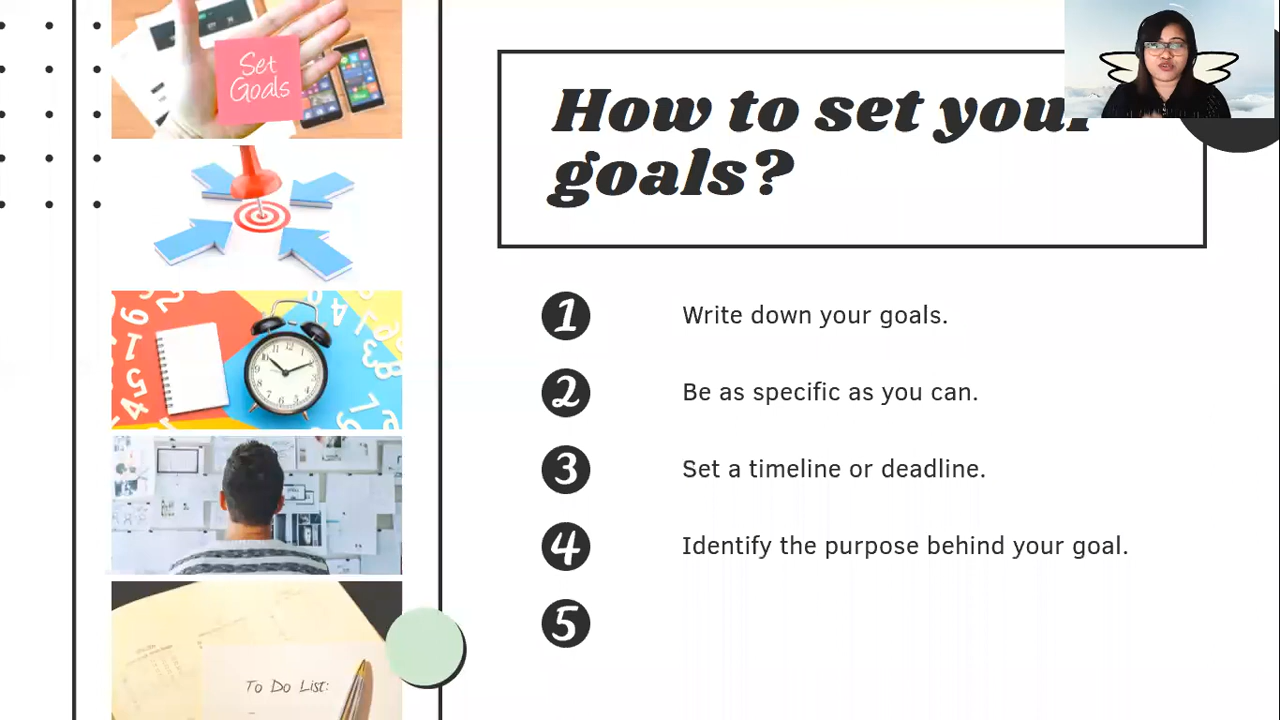 Set
Goals
How to set your
goals?
1 Write down your goals.
2 Be as specific as you can.
3 Set a timeline or deadline.
4 Identify the purpose behind your goal.
5
To Do List: